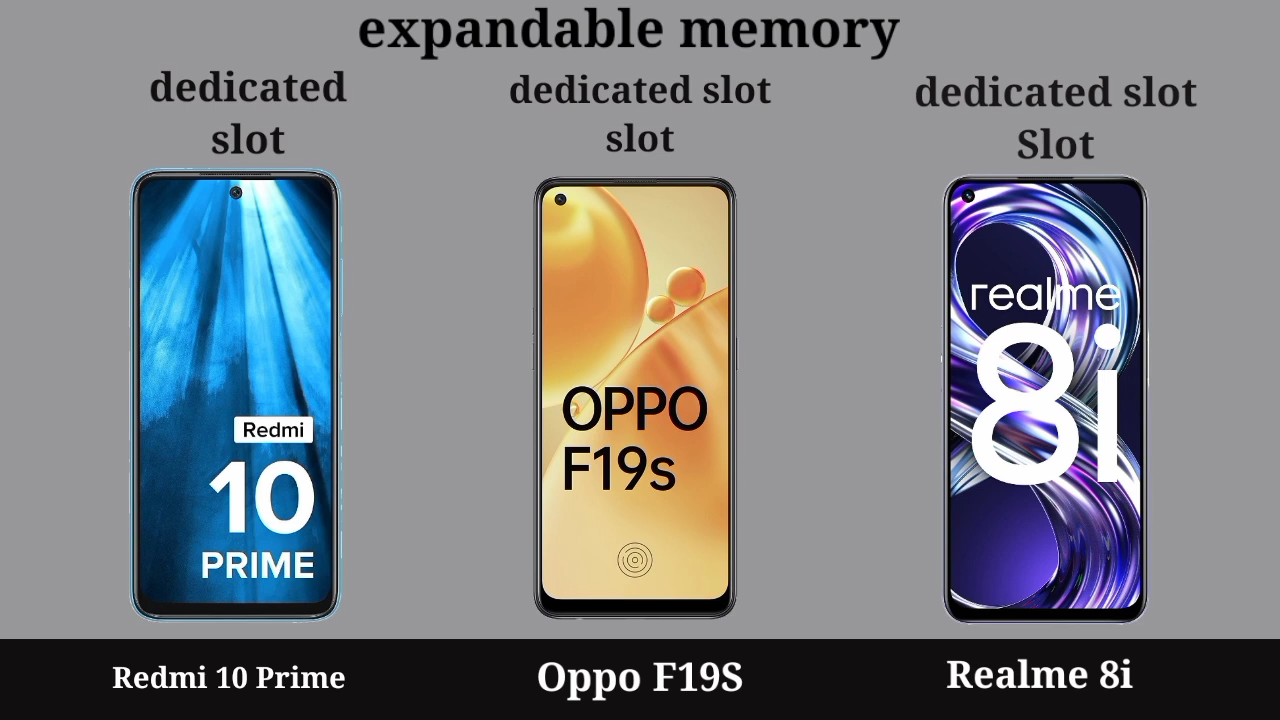 expandable memory
dedicated
slot
dedicated slot
slot
dedicated slot
Slot
Redmi
10
PRIME
OPPO
F19s
realme
8i
Redmi 10 Prime
Oppo F19S
Realme 8i